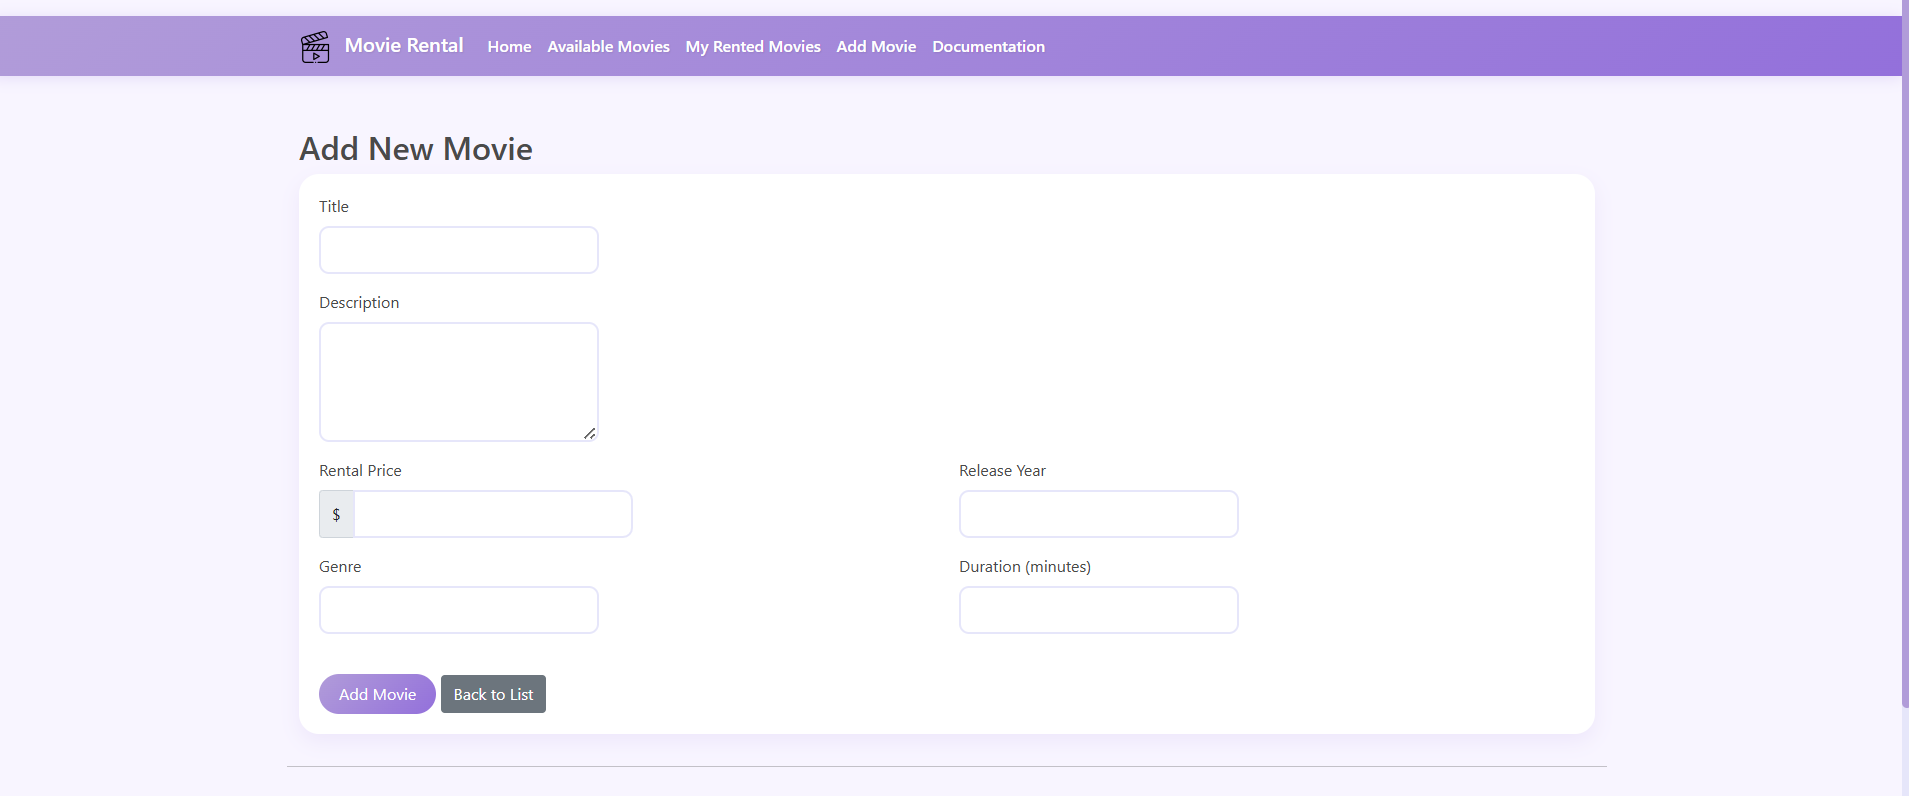 Movie Rental Home Available Movies My Rented Movies Add Movie Documentation
Add New Movie
Title
Description
Rental Price Release Year
$
Genre Duration (minutes)
Add Movie Back to List